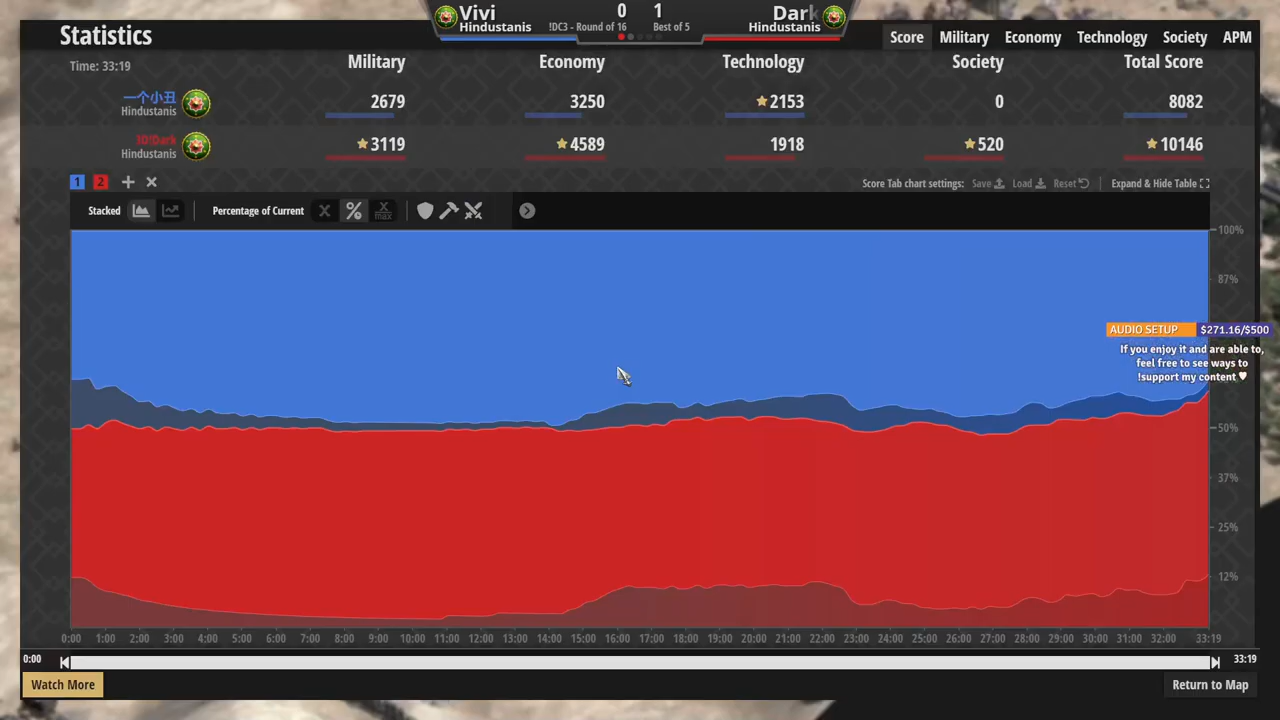 Vivi
Hindustanis
0
1
!DC3 - Round of 16
Best of 5
Dark
Hindustanis
Statistics
Score
Military
Economy
Technology
Society
APM
Time: 33:19
Military
Economy
Technology
Society
Total Score
一个小丑
Hindustanis
2679
3250
2153
0
8082
Hindustanis
3119
4589
1918
520
10146
1
2
Score Tab chart settings:
Save
Load
Reset
Expand & Hide Table
Stacked
Percentage of Current
X
%
X
max
100%
87%
50%
37%
25%
12%
AUDIO SETUP
$271.16/$500
If you enjoy it and are able to,
feel free to see ways to
!support my content
0:00 1:00 2:00 3:00 4:00 5:00 6:00 7:00 8:00 9:00 10:00 11:00 12:00 13:00 14:00 15:00 16:00 17:00 18:00 19:00 20:00 21:00 22:00 23:00 24:00 25:00 26:00 27:00 28:00 29:00 30:00 31:00 32:00 33:19
0:00
33:19
Watch More
Return to Map